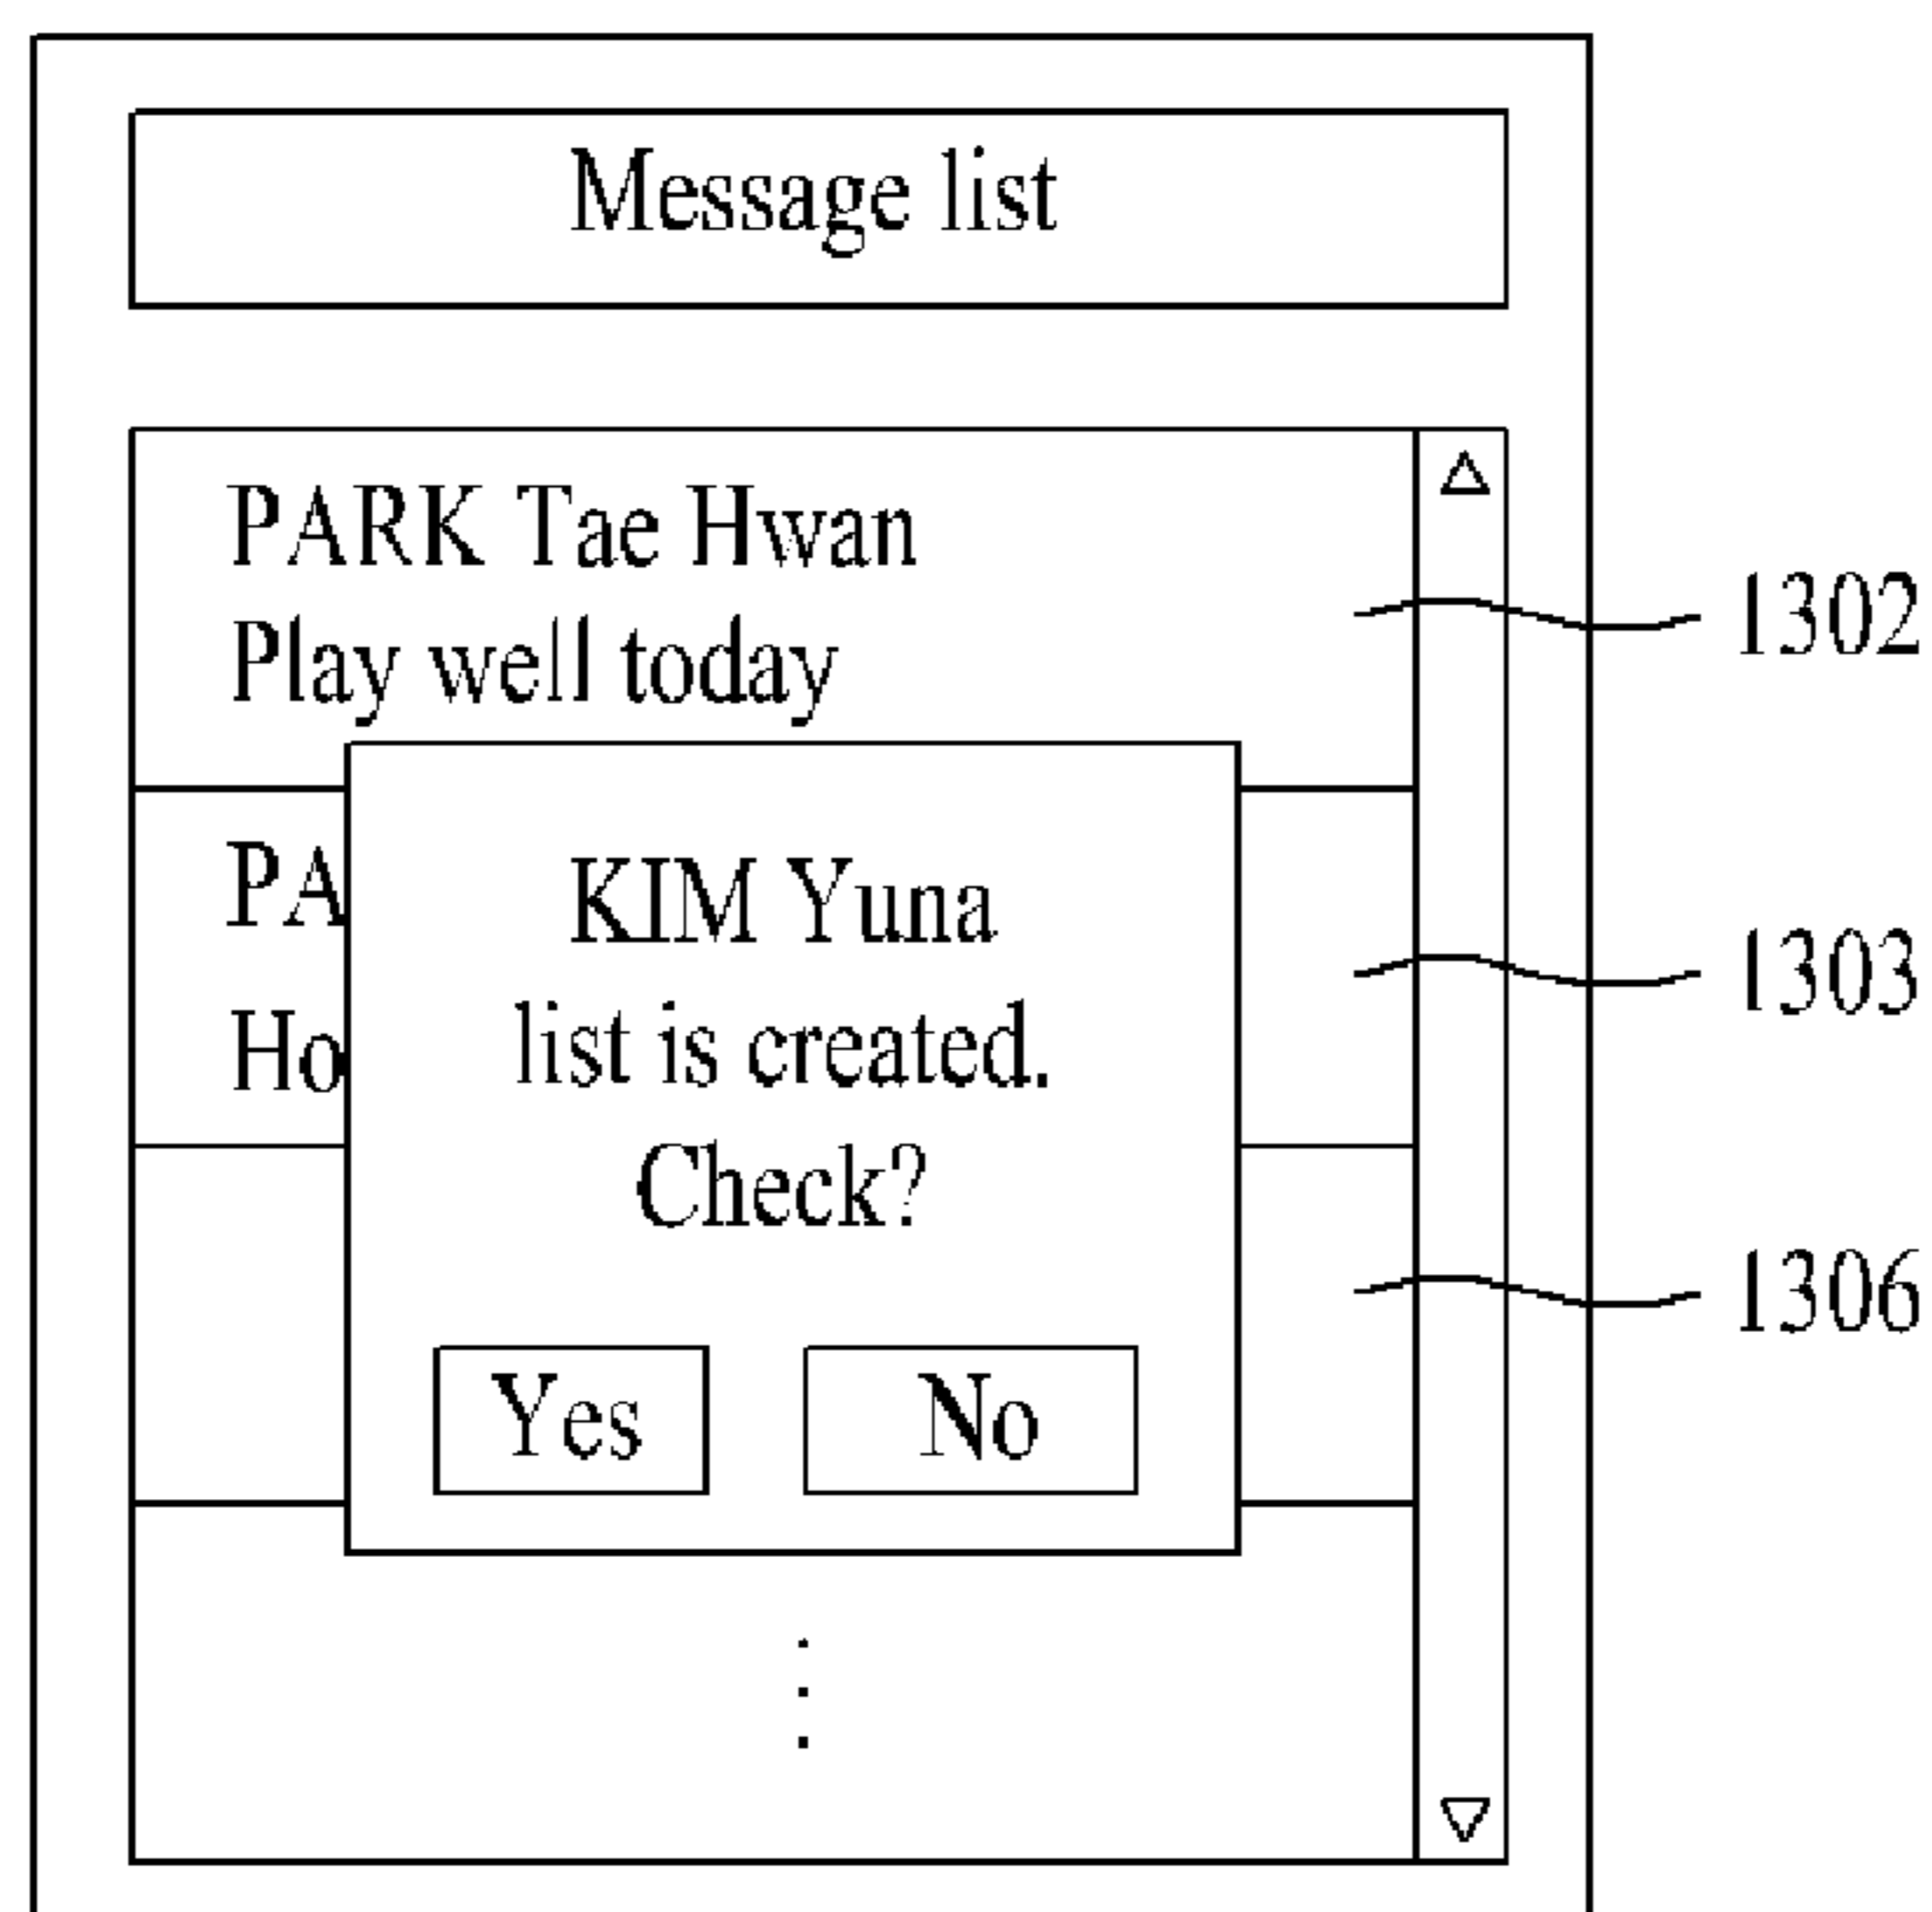 Message list
PARK Tae Hwan
Play well today
1302
PA
Ho
KIM Yuna
list is created.
Check?
1303
1306
Yes
No